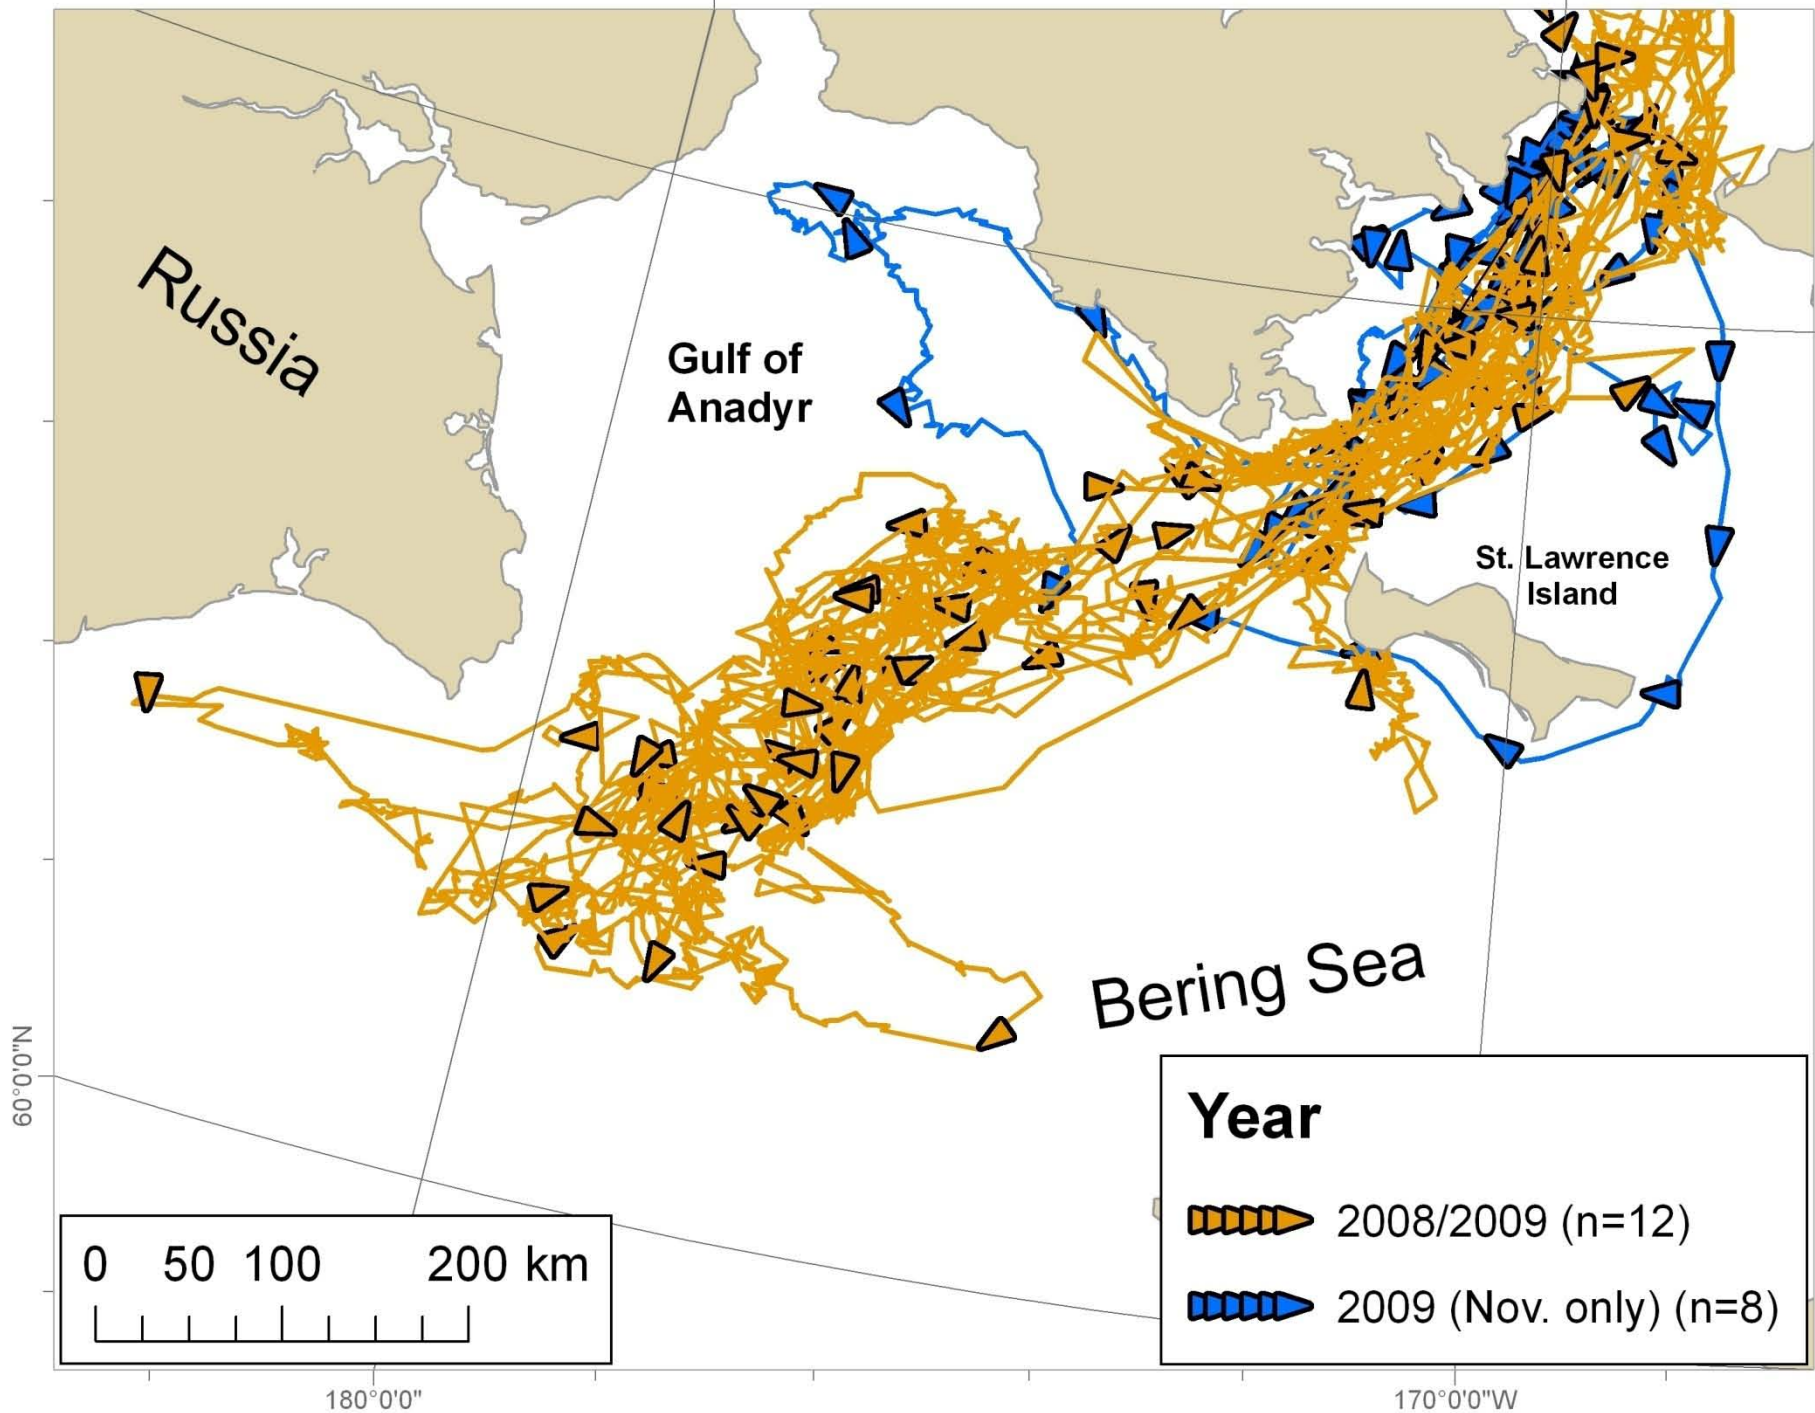 Russia
Gulf of
Anadyr
St. Lawrence
Island
Bering Sea
60°0'0"N
Year
2008/2009 (n=12)
2009 (Nov. only) (n=8)
0 50 100 200 km
180°0'0"
170°0'0"W